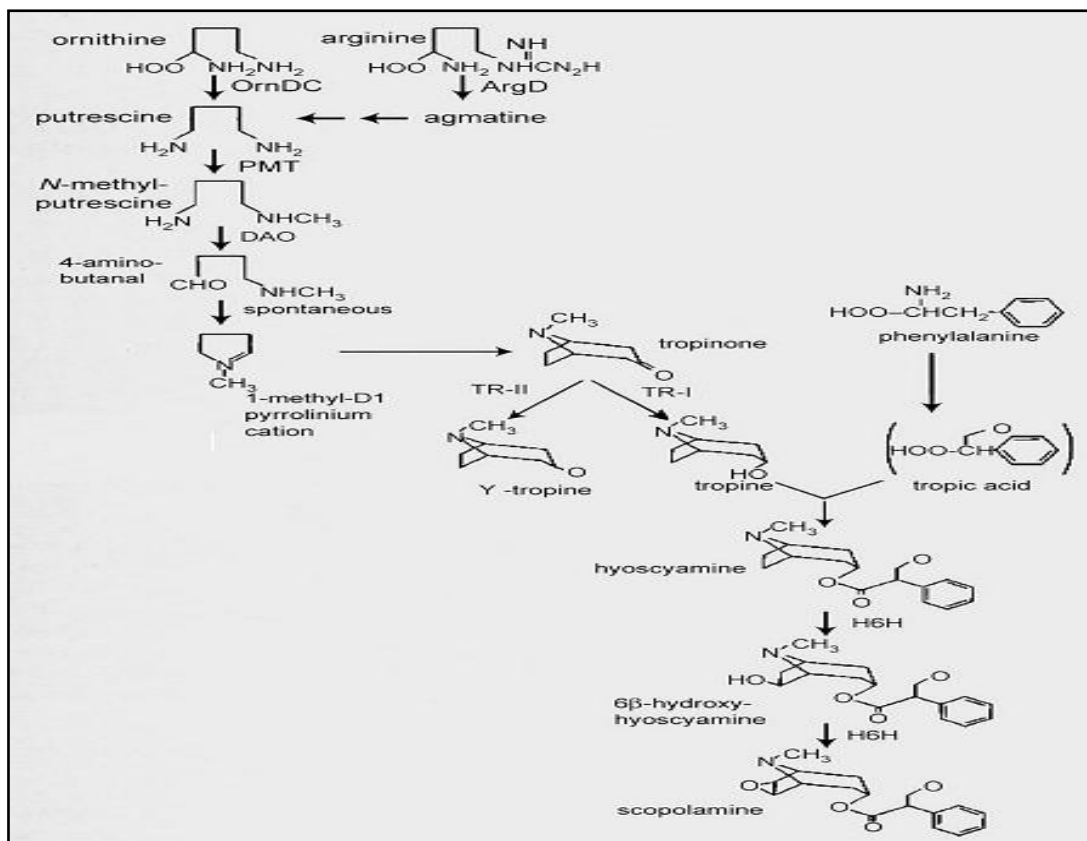 ornithine
arginine
NH
HOO NH2NH2
HOO NH2 NHCN2H
OrnDC
ArgD
putrescine
agmatine
H2N NH2
PMT
N-methyl-
putrescine
H2N NHCH3
DAO
4-amino-
butanal
CHO
NHCH3
spontaneous
NH2
HOO-CH-CH2-
phenylalanine
N
CH3
1-methyl-D1
pyrrolinium
cation
N-CH3
O
tropinone
TR-II
TR-I
N-CH3
O
Y -tropine
N-CH3
HO
tropine
O
HOO-CH
tropic acid
N-CH3
hyoscyamine
O
O
O
H6H
N-CH3
HO
O
O
O
6β-hydroxy-
hyoscyamine
H6H
N-CH3
O
O
O
O
scopolamine